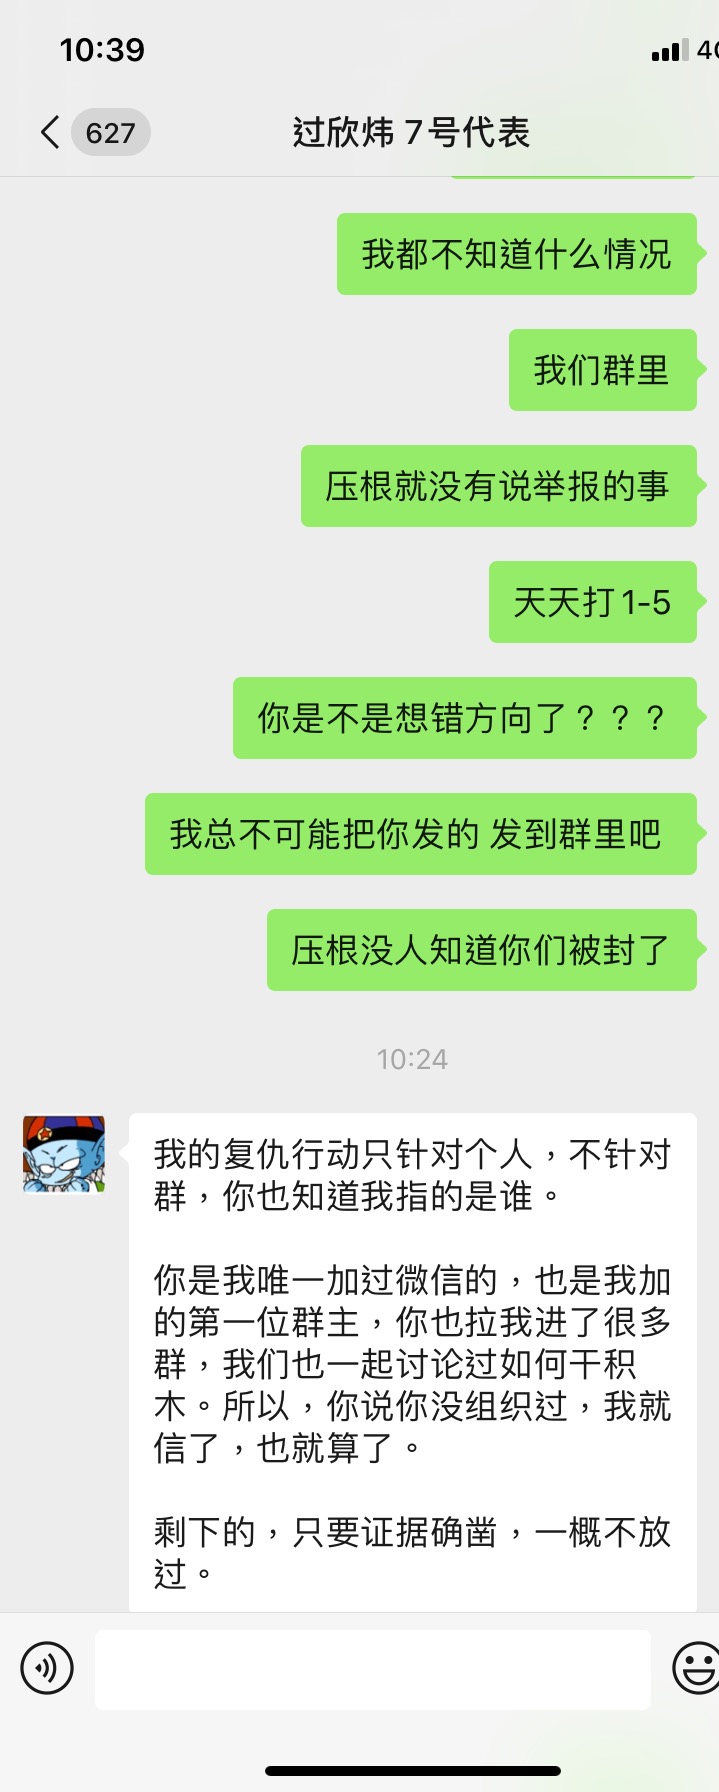 10:39
4G
627
过欣炜 7号代表
我都不知道什么情况
我们群里
压根就没有说举报的事
天天打1-5
你是不是想错方向了？？？
我总不可能把你发的 发到群里吧
压根没人知道你们被封了
10:24
我的复仇行动只针对个人，不针对
群，你也知道我指的是谁。
你是我唯一加过微信的，也是我加
的第一位群主，你也拉我进了很多
群，我们也一起讨论过如何干积
木。所以，你说你没组织过，我就
信了，也就算了。
剩下的，只要证据确凿，一概不放
过。